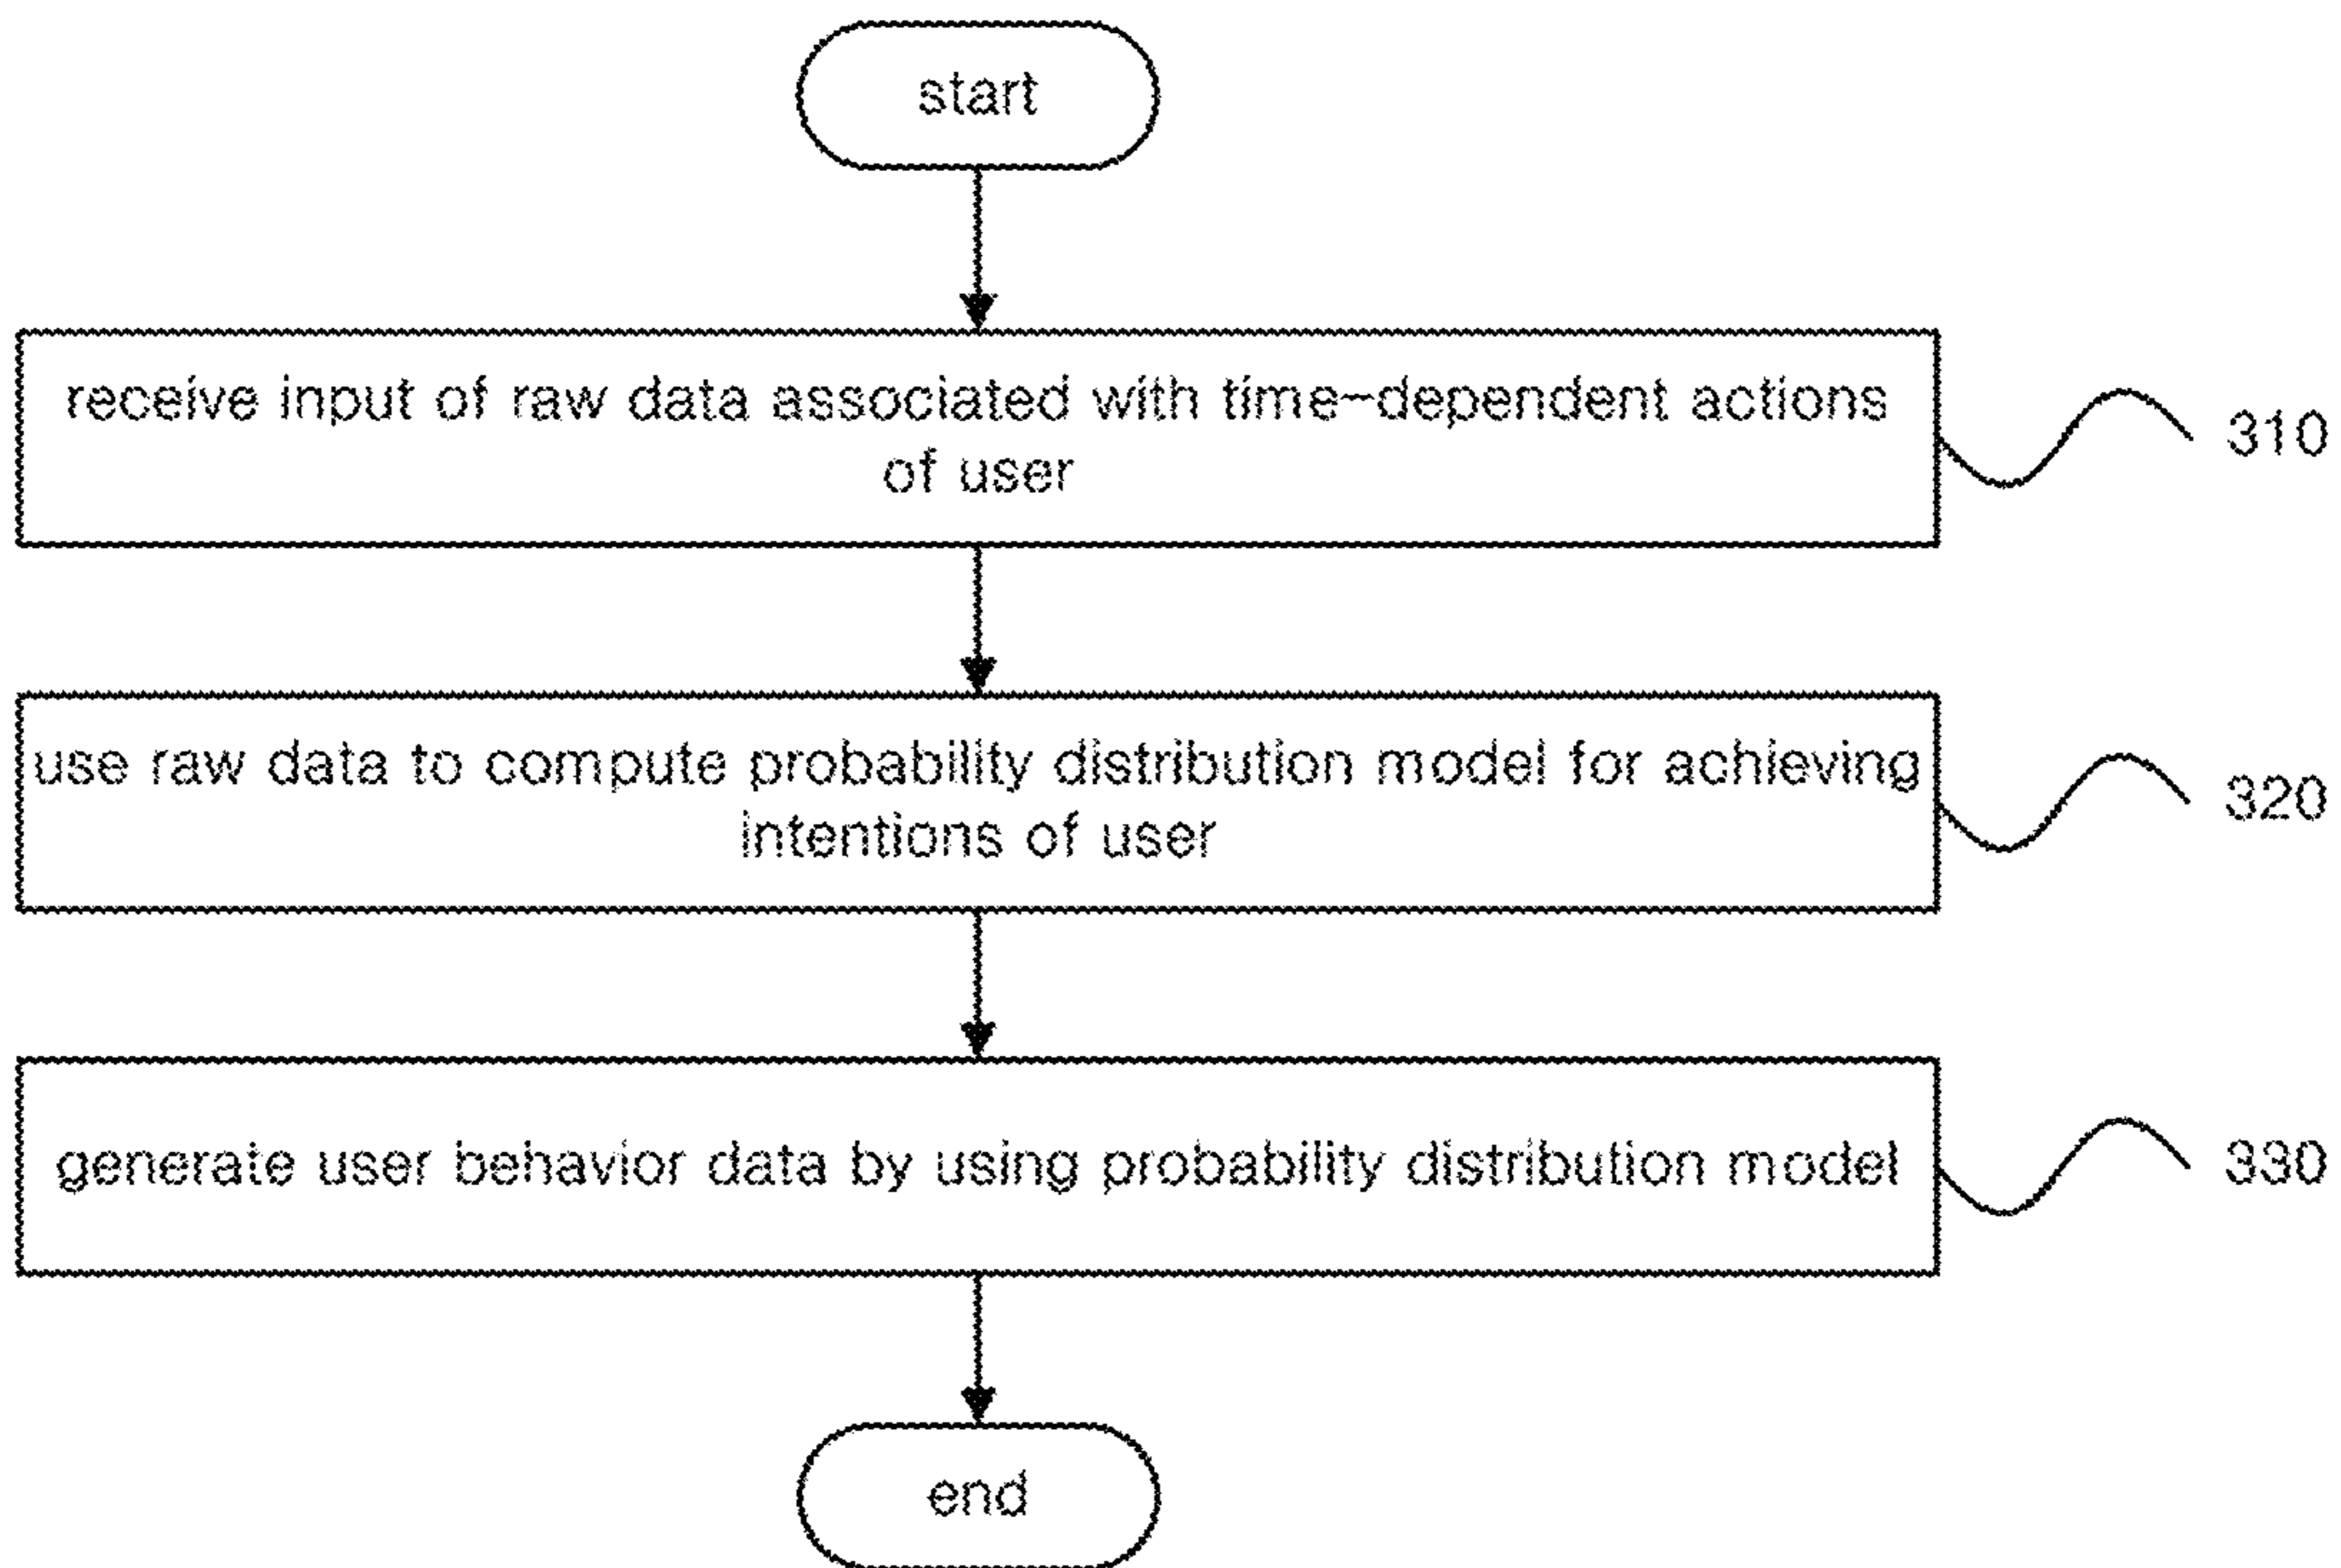 start
receive input of raw data associated with time-dependent actions
of user
310
use raw data to compute probability distribution model for achieving
intentions of user
320
generate user behavior data by using probability distribution model
330
end